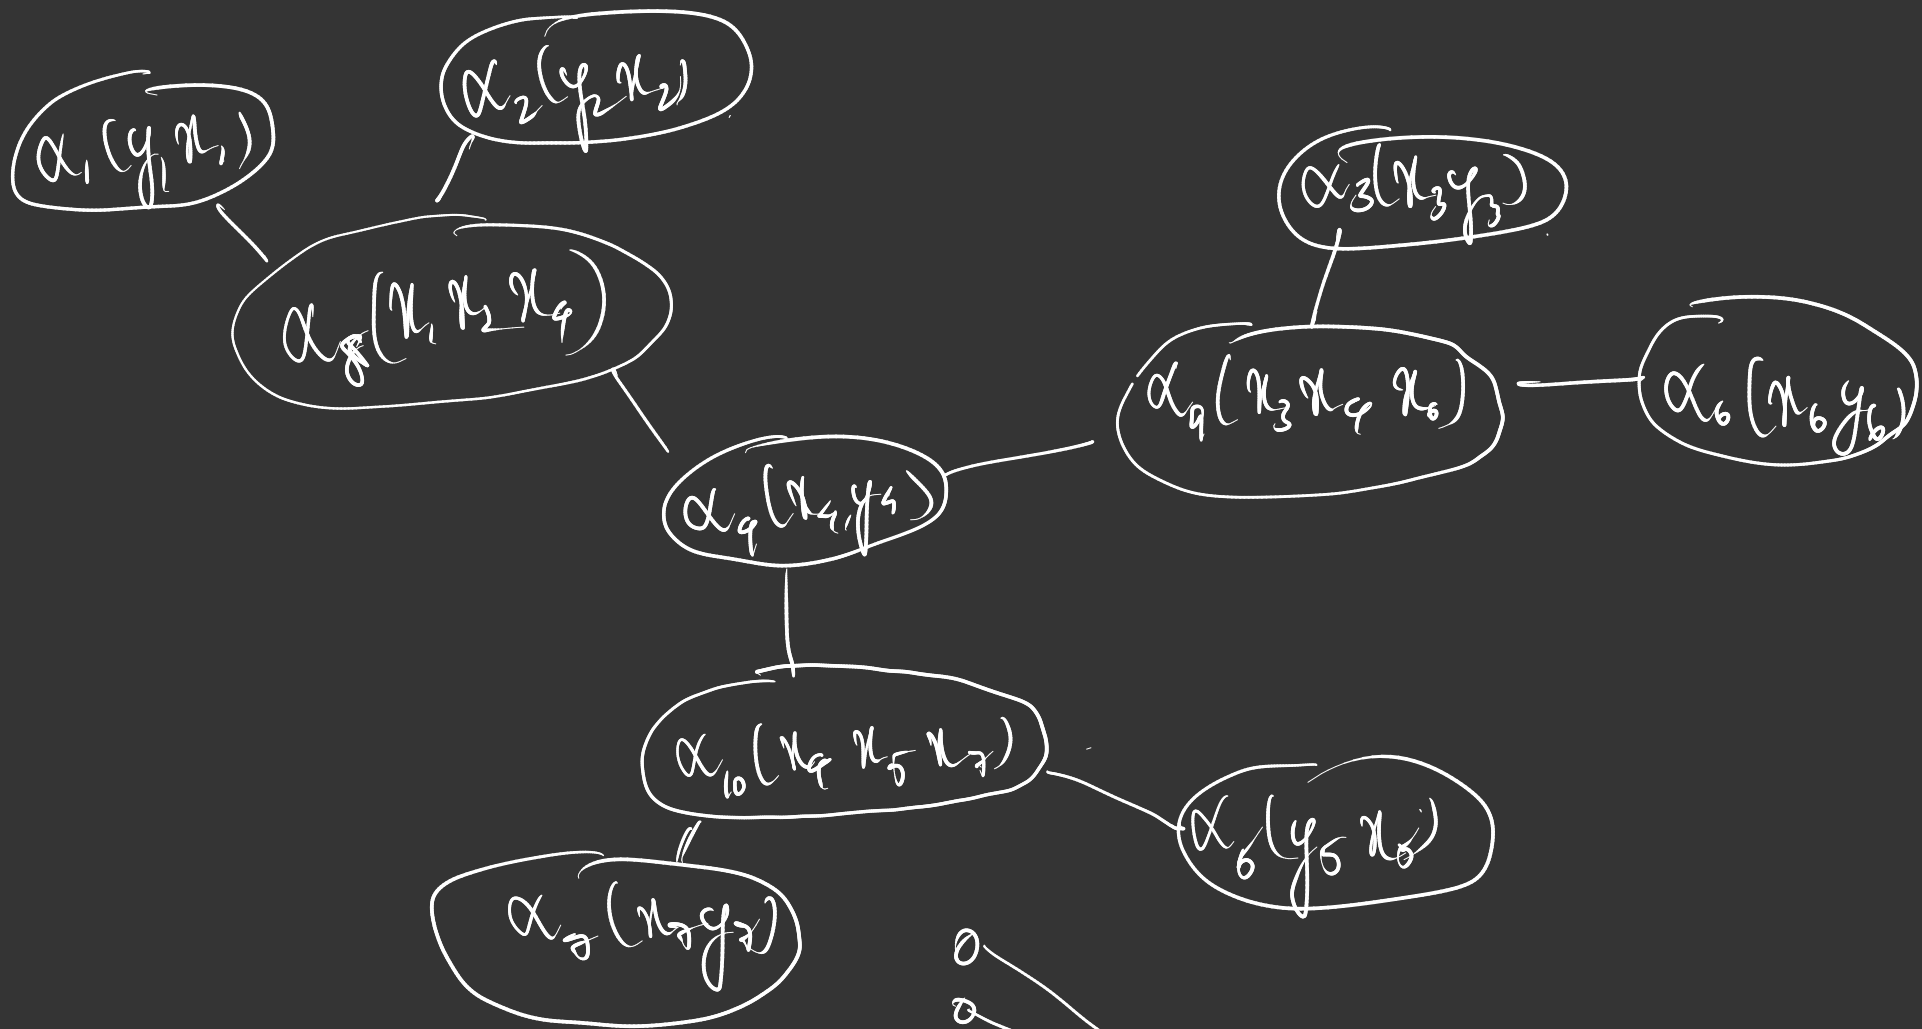 α₂(y₂x₂)
α₁(y₁x₁)
α₃(x₃y₃)
α₈(x₁x₂x₄)
α₉(x₃x₄x₆)
α₆(x₆y₆)
α₄(x₄,y₄)
α₁₀(x₄x₅x₇)
α₅(y₅x₅)
α₇(x₇y₇)